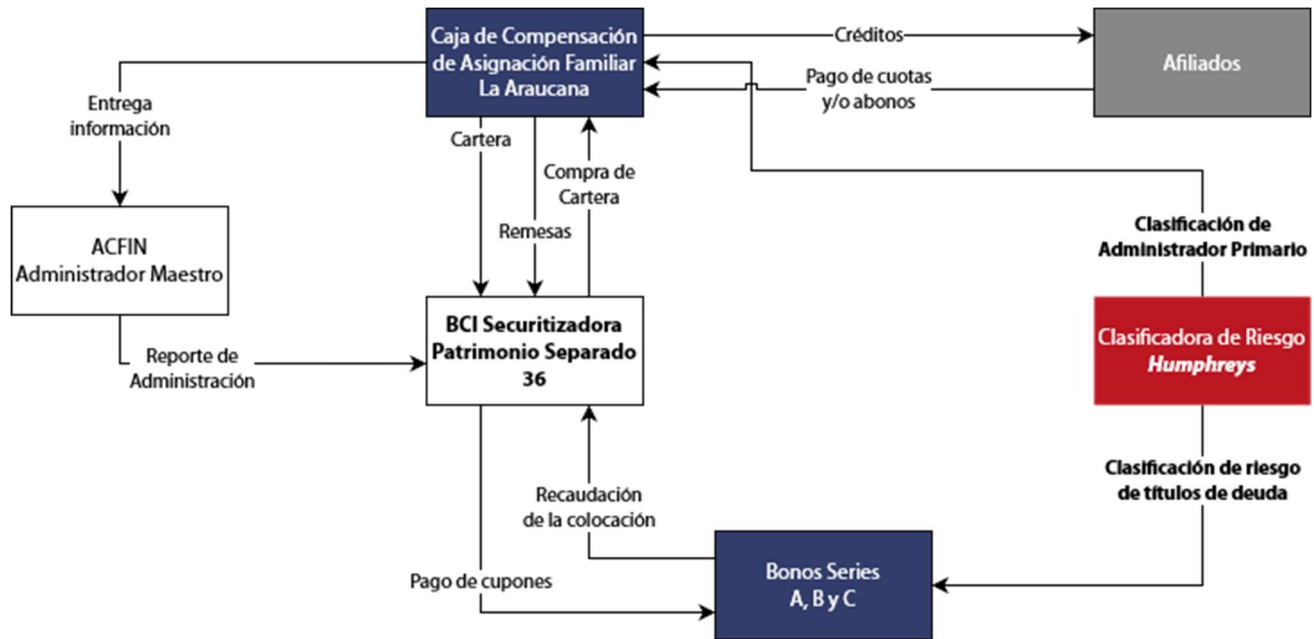 Caja de Compensación
de Asignación Familiar
La Araucana
Créditos
Afiliados
Pago de cuotas
y/o abonos
Entrega
información
Cartera
Compra de
Cartera
Remesas
ACFIN
Administrador Maestro
Clasificación de
Administrador Primario
BCI Securitizadora
Patrimonio Separado
36
Clasificadora de Riesgo
Humphreys
Reporte de
Administración
Clasificación de riesgo
de títulos de deuda
Recaudación
de la colocación
Pago de cupones
Bonos Series
A, B y C